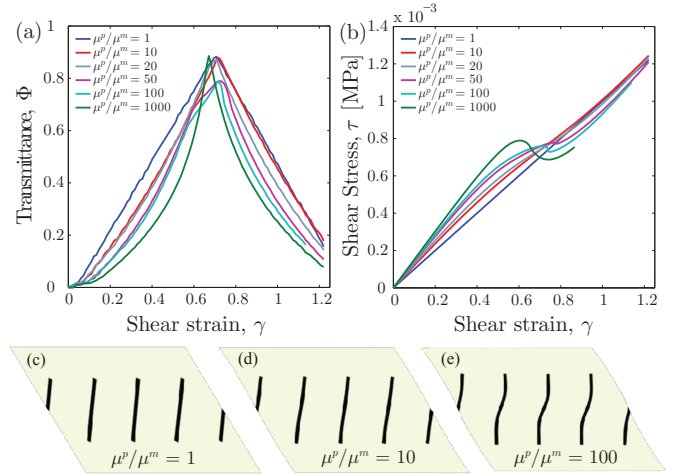 (a)
μᵖ/μᵐ = 1
μᵖ/μᵐ = 10
μᵖ/μᵐ = 20
μᵖ/μᵐ = 50
μᵖ/μᵐ = 100
μᵖ/μᵐ = 1000
Transmittance, Φ
1
0.8
0.6
0.4
0.2
0
0 0.2 0.4 0.6 0.8 1 1.2
Shear strain, γ
x 10⁻³
(b)
μᵖ/μᵐ = 1
μᵖ/μᵐ = 10
μᵖ/μᵐ = 20
μᵖ/μᵐ = 50
μᵖ/μᵐ = 100
μᵖ/μᵐ = 1000
Shear Stress, τ [MPa]
1.6
1.2
0.8
0.4
0
0 0.2 0.4 0.6 0.8 1 1.2
Shear strain, γ
(c)
μᵖ/μᵐ = 1
(d)
μᵖ/μᵐ = 10
(e)
μᵖ/μᵐ = 100